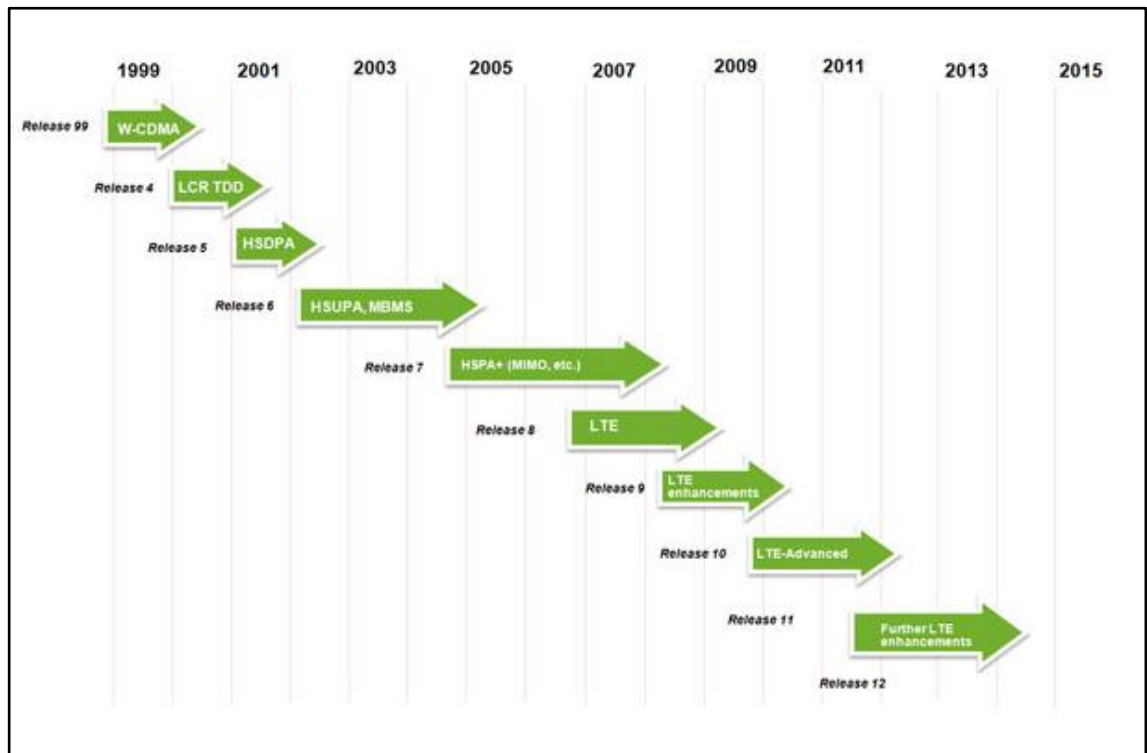 1999 2001 2003 2005 2007 2009 2011 2013 2015
Release 99 W-CDMA
Release 4 LCR TDD
Release 5 HSDPA
Release 6 HSUPA, MBMS
Release 7 HSPA+ (MIMO, etc.)
Release 8 LTE
Release 9 LTE
enhancements
Release 10 LTE-Advanced
Release 11
Further LTE
enhancements
Release 12